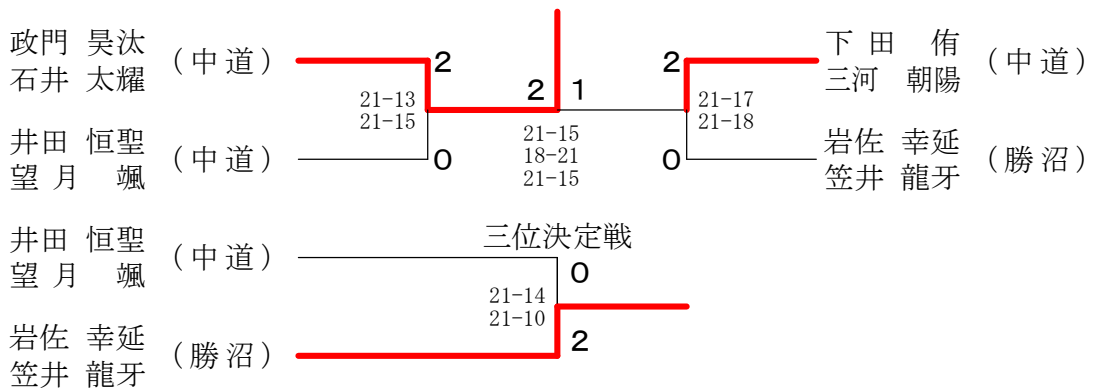 政門 昊汰
石井 太耀
(中道)
2
21-13
21-15
井田 恒聖
望月 颯
(中道)
0
2 1
21-15
18-21
21-15
下田 侑
三河 朝陽
(中道)
2
21-17
21-18
岩佐 幸延
笠井 龍牙
(勝沼)
0
三位決定戦
井田 恒聖
望月 颯
(中道)
0
21-14
21-10
岩佐 幸延
笠井 龍牙
(勝沼)
2